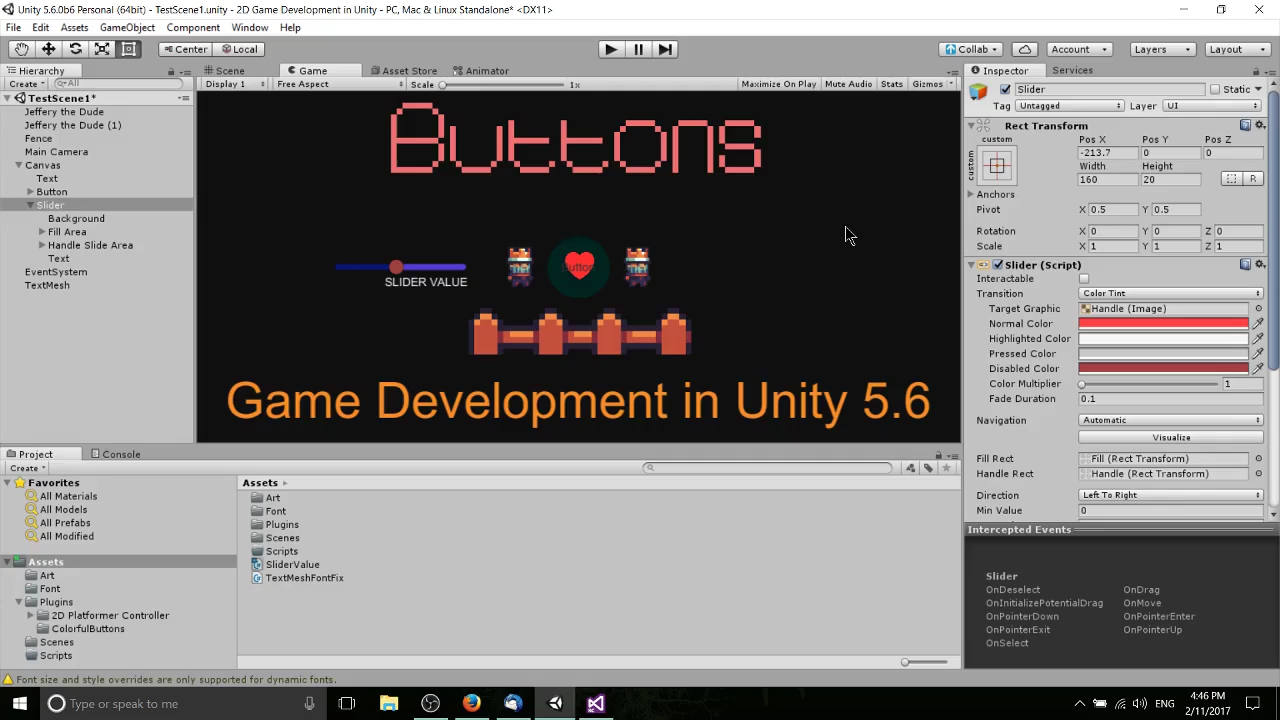 Unity 5.6.0b6 Personal (64bit) - TestScene1.unity - 2D Game Development in Unity - PC, Mac & Linux Standalone* <DX11>
File Edit Assets GameObject Component Window Help
Center Local Collab Account Layers Layout
Hierarchy
Create All
TestScene1*
Jeffery the Dude
Jeffery the Dude (1)
Fence
Main Camera
Canvas
Text
Button
Slider
Background
Fill Area
Handle Slide Area
Text
EventSystem
TextMesh
Scene Game Asset Store Animator
Display 1 Free Aspect Scale 1x Maximize On Play Mute Audio Stats Gizmos
Buttons
Button
SLIDER VALUE
Game Development in Unity 5.6
Inspector Services
Slider Static
Tag Untagged Layer UI
Rect Transform
custom Pos X Pos Y Pos Z
custom -213.7 0 0
Width Height
160 20 R
Anchors
Pivot X 0.5 Y 0.5
Rotation X 0 Y 0 Z 0
Scale X 1 Y 1 Z 1
Slider (Script)
Interactable
Transition Color Tint
Target Graphic Handle (Image)
Normal Color
Highlighted Color
Pressed Color
Disabled Color
Color Multiplier 1
Fade Duration 0.1
Navigation Automatic
Visualize
Fill Rect Fill (Rect Transform)
Handle Rect Handle (Rect Transform)
Direction Left To Right
Min Value 0
Intercepted Events
Slider
OnDeselect OnDrag
OnInitializePotentialDrag OnMove
OnPointerDown OnPointerEnter
OnPointerExit OnPointerUp
OnSelect
Project Console
Create
Favorites
All Materials
All Models
All Prefabs
All Modified
Assets
Art
Font
Plugins
2D Platformer Controller
ColorfulButtons
Scenes
Scripts
Assets
Art
Font
Plugins
Scenes
Scripts
SliderValue
TextMeshFontFix
Font size and style overrides are only supported for dynamic fonts.
Type or speak to me
4:46 PM
2/11/2017